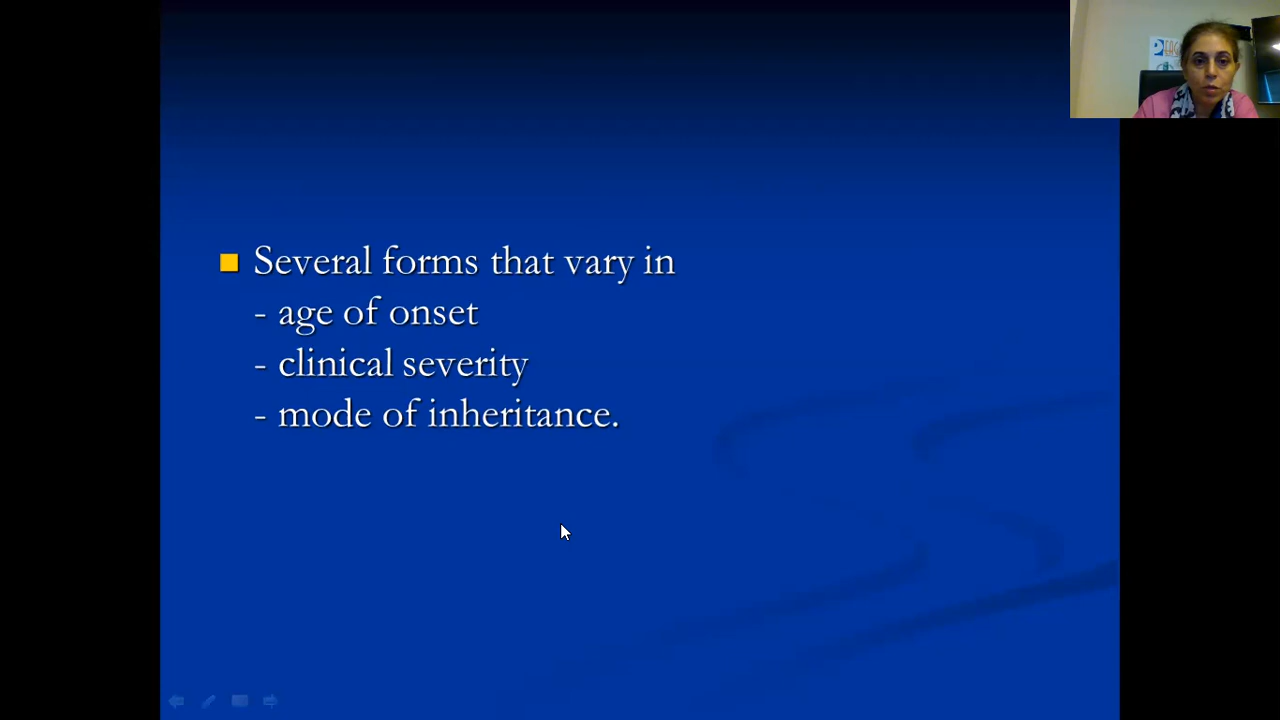 Several forms that vary in
- age of onset
- clinical severity
- mode of inheritance.